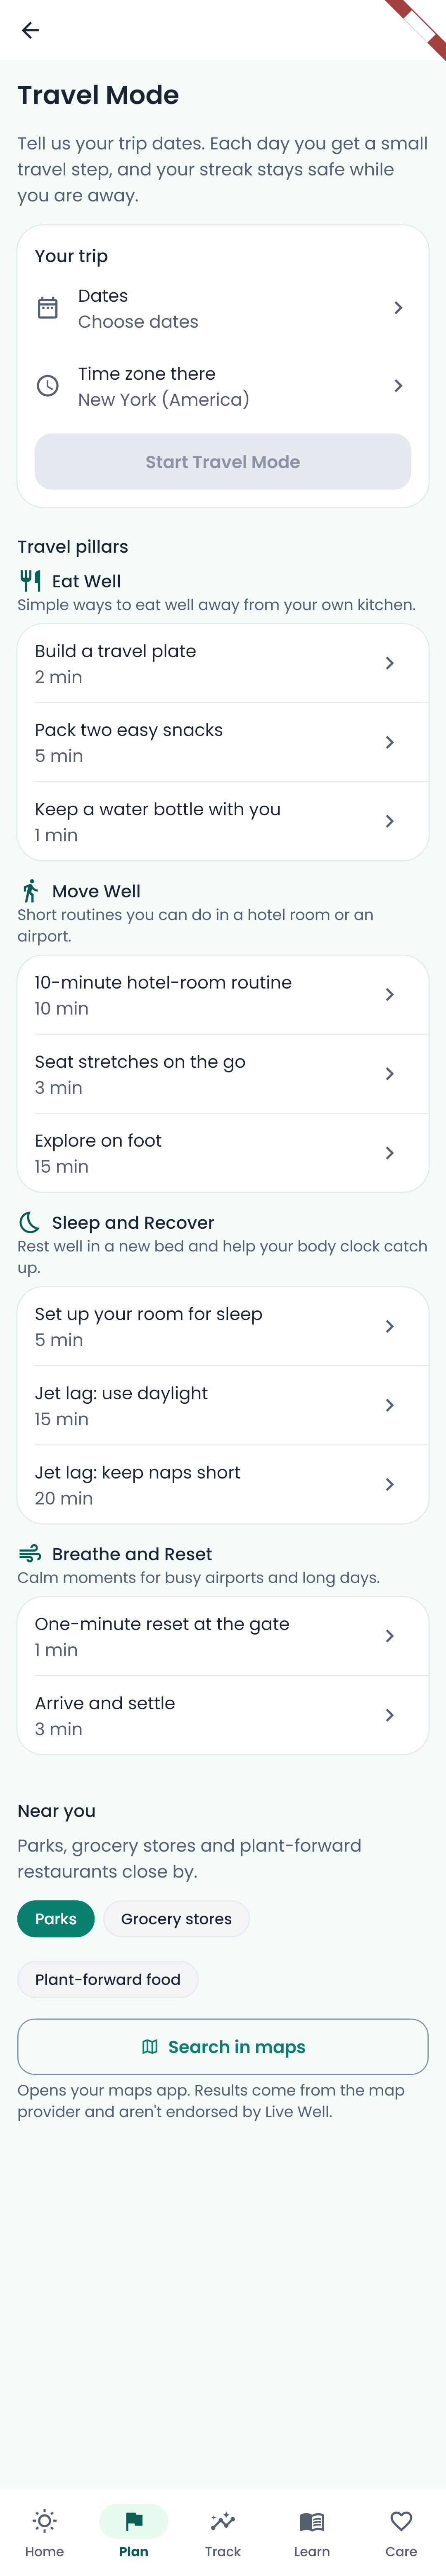 Travel Mode
Tell us your trip dates. Each day you get a small
travel step, and your streak stays safe while
you are away.
Your trip
Dates
Choose dates
Time zone there
New York (America)
Start Travel Mode
Travel pillars
Eat Well
Simple ways to eat well away from your own kitchen.
Build a travel plate
2 min
Pack two easy snacks
5 min
Keep a water bottle with you
1 min
Move Well
Short routines you can do in a hotel room or an
airport.
10-minute hotel-room routine
10 min
Seat stretches on the go
3 min
Explore on foot
15 min
Sleep and Recover
Rest well in a new bed and help your body clock catch
up.
Set up your room for sleep
5 min
Jet lag: use daylight
15 min
Jet lag: keep naps short
20 min
Breathe and Reset
Calm moments for busy airports and long days.
One-minute reset at the gate
1 min
Arrive and settle
3 min
Near you
Parks, grocery stores and plant-forward
restaurants close by.
Parks
Grocery stores
Plant-forward food
Search in maps
Opens your maps app. Results come from the map
provider and aren't endorsed by Live Well.
Home
Plan
Track
Learn
Care